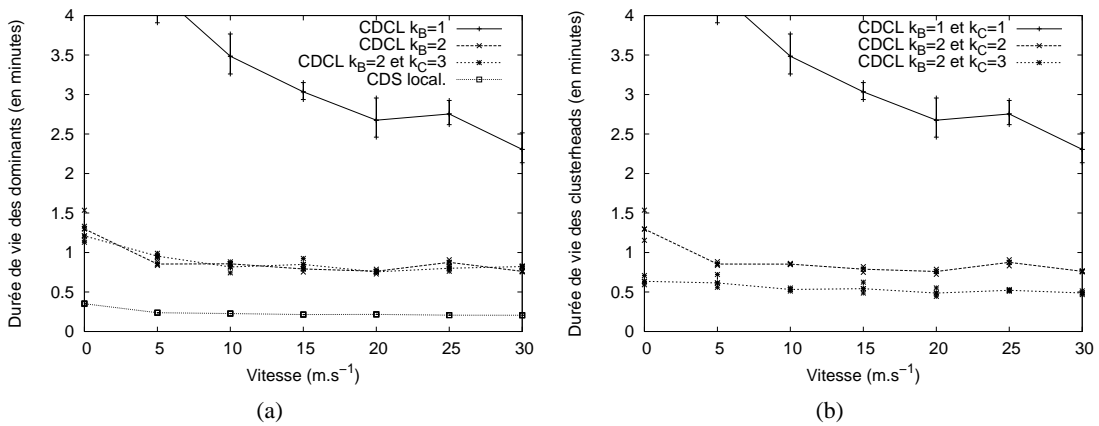 Durée de vie des dominants (en minutes)
4
3.5
3
2.5
2
1.5
1
0.5
0
0 5 10 15 20 25 30
Vitesse (m.s⁻¹)
CDCL k_B=1
CDCL k_B=2
CDCL k_B=2 et k_C=3
CDS local.
(a)
Durée de vie des clusterheads (en minutes)
4
3.5
3
2.5
2
1.5
1
0.5
0
0 5 10 15 20 25 30
Vitesse (m.s⁻¹)
CDCL k_B=1 et k_C=1
CDCL k_B=2 et k_C=2
CDCL k_B=2 et k_C=3
(b)